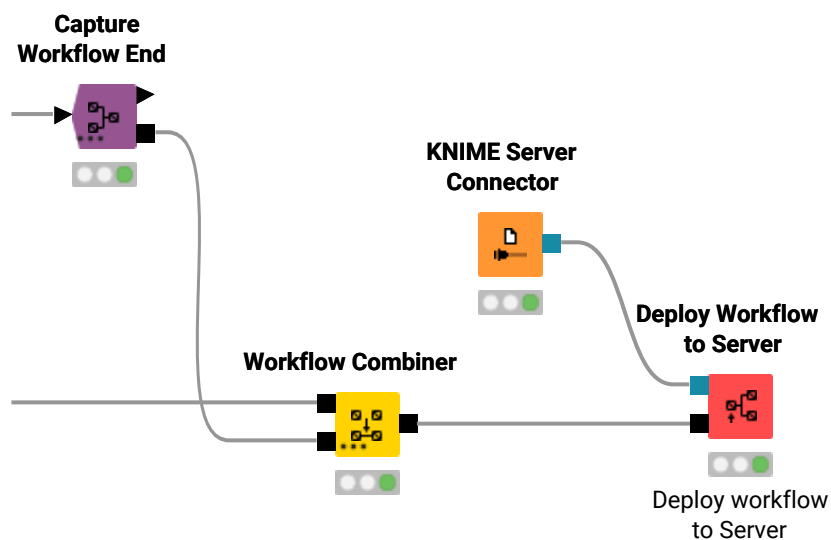 Capture
Workflow End
KNIME Server
Connector
Deploy Workflow
to Server
Workflow Combiner
Deploy workflow
to Server